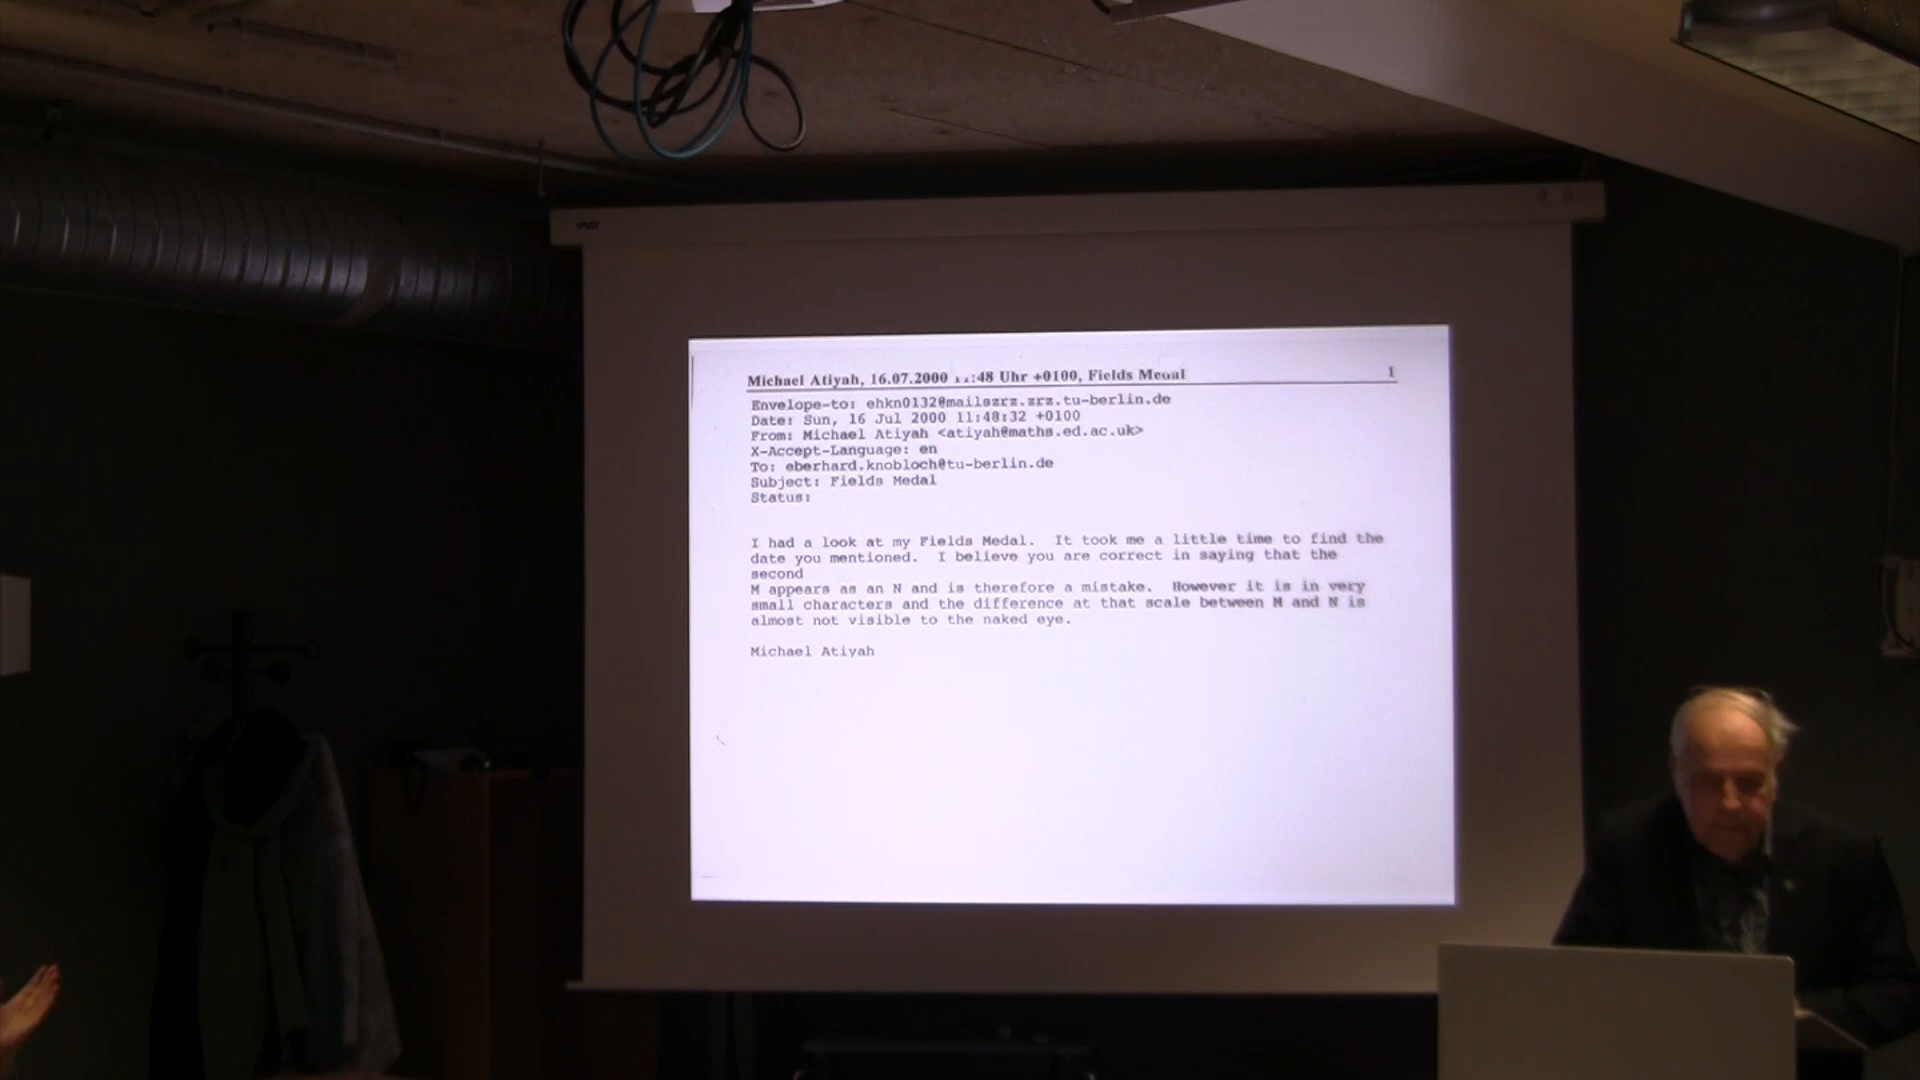 Michael Atiyah, 16.07.2000 11:48 Uhr +0100, Fields Medal 1
Envelope-to: ehkn0132@mailszrz.zrz.tu-berlin.de
Date: Sun, 16 Jul 2000 11:48:32 +0100
From: Michael Atiyah <atiyah@maths.ed.ac.uk>
X-Accept-Language: en
To: eberhard.knobloch@tu-berlin.de
Subject: Fields Medal
Status:
I had a look at my Fields Medal. It took me a little time to find the
date you mentioned. I believe you are correct in saying that the
second
M appears as an N and is therefore a mistake. However it is in very
small characters and the difference at that scale between M and N is
almost not visible to the naked eye.
Michael Atiyah